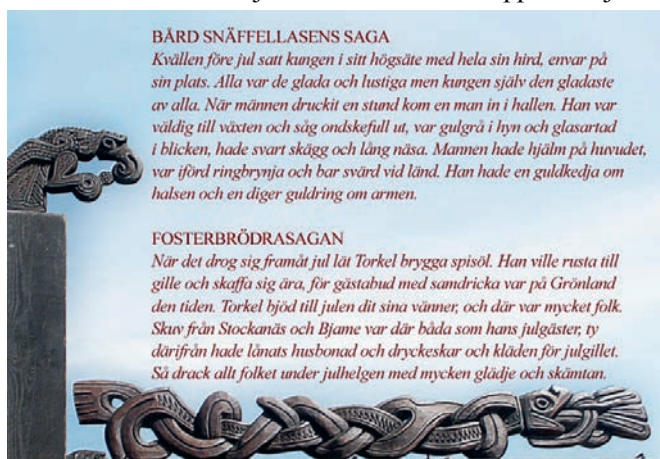 BÅRD SNÄFFELLASENS SAGA
Kvällen före jul satt kungen i sitt högsäte med hela sin hird, envar på
sin plats. Alla var de glada och lustiga men kungen själv den gladaste
av alla. När männen druckit en stund kom en man in i hallen. Han var
väldig till växten och såg ondskefull ut, var gulgrå i hyn och glasartad
i blicken, hade svart skägg och lång näsa. Mannen hade hjälm på huvudet,
var iförd ringbrynja och bar svärd vid länd. Han hade en guldkedja om
halsen och en diger guldring om armen.
FOSTERBRÖDRASAGAN
När det drog sig framåt jul lät Torkel brygga spisöl. Han ville rusta till
gille och skaffa sig ära, för gästabud med samdricka var på Grönland
den tiden. Torkel bjöd till julen dit sina vänner, och där var mycket folk.
Skuv från Stockanäs och Bjame var där båda som hans julgäster, ty
därifrån hade lånats husbonad och dryckeskar och kläden för julgillet.
Så drack allt folket under julhelgen med mycken glädje och skämtan.